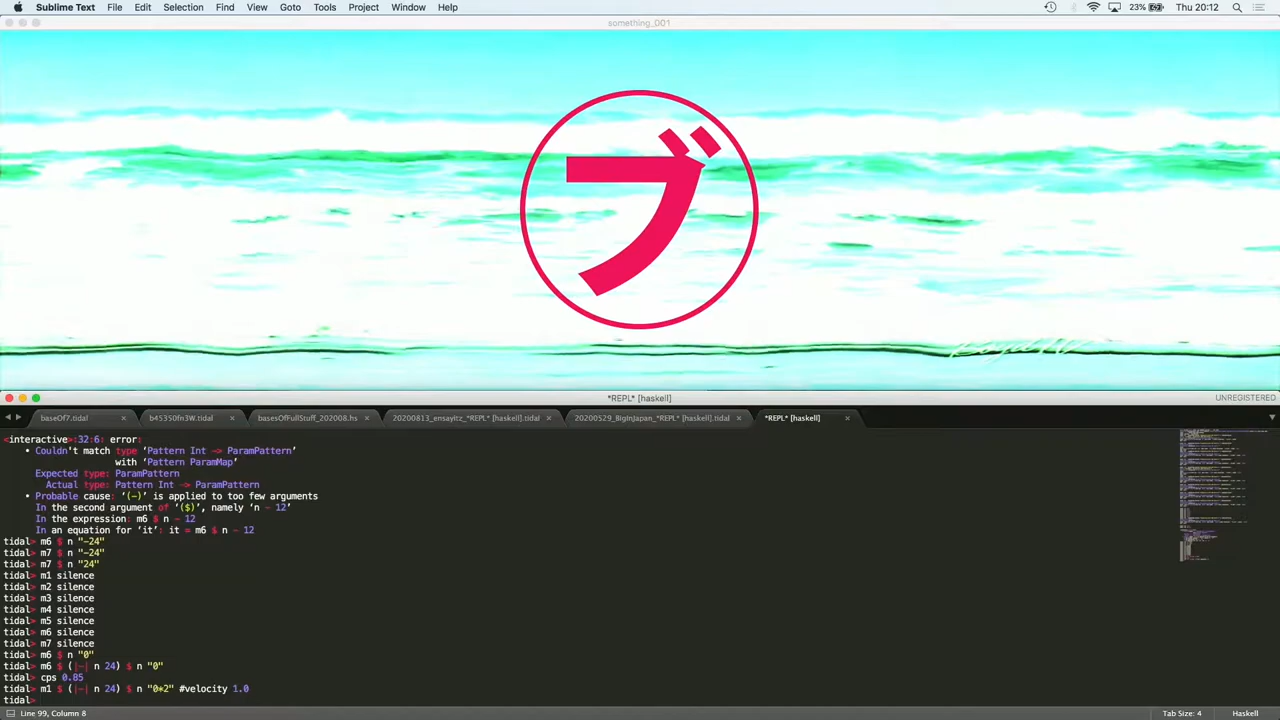 Sublime Text File Edit Selection Find View Goto Tools Project Window Help 23% Thu 20:12
something_001
ブ
*REPL* [haskell] UNREGISTERED
baseOf7.tidal b45350fn3W.tidal basesOfFullStuff_202008.hs 20200813_ensayitz_*REPL* [haskell].tidal 20200529_BigInJapan_*REPL* [haskell].tidal *REPL* [haskell]
<interactive>:32:6: error:
• Couldn't match type ‘Pattern Int -> ParamPattern’
with ‘Pattern ParamMap’
Expected type: ParamPattern
Actual type: Pattern Int -> ParamPattern
• Probable cause: ‘(-)’ is applied to too few arguments
In the second argument of ‘($)’, namely ‘n - 12’
In the expression: m6 $ n - 12
In an equation for ‘it’: it = m6 $ n - 12
tidal> m6 $ n "-24"
tidal> m7 $ n "-24"
tidal> m7 $ n "24"
tidal> m1 silence
tidal> m2 silence
tidal> m3 silence
tidal> m4 silence
tidal> m5 silence
tidal> m6 silence
tidal> m7 silence
tidal> m6 $ n "0"
tidal> m6 $ (|-| n 24) $ n "0"
tidal> cps 0.85
tidal> m1 $ (|-| n 24) $ n "0*2" #velocity 1.0
tidal>
Line 99, Column 8 Tab Size: 4 Haskell